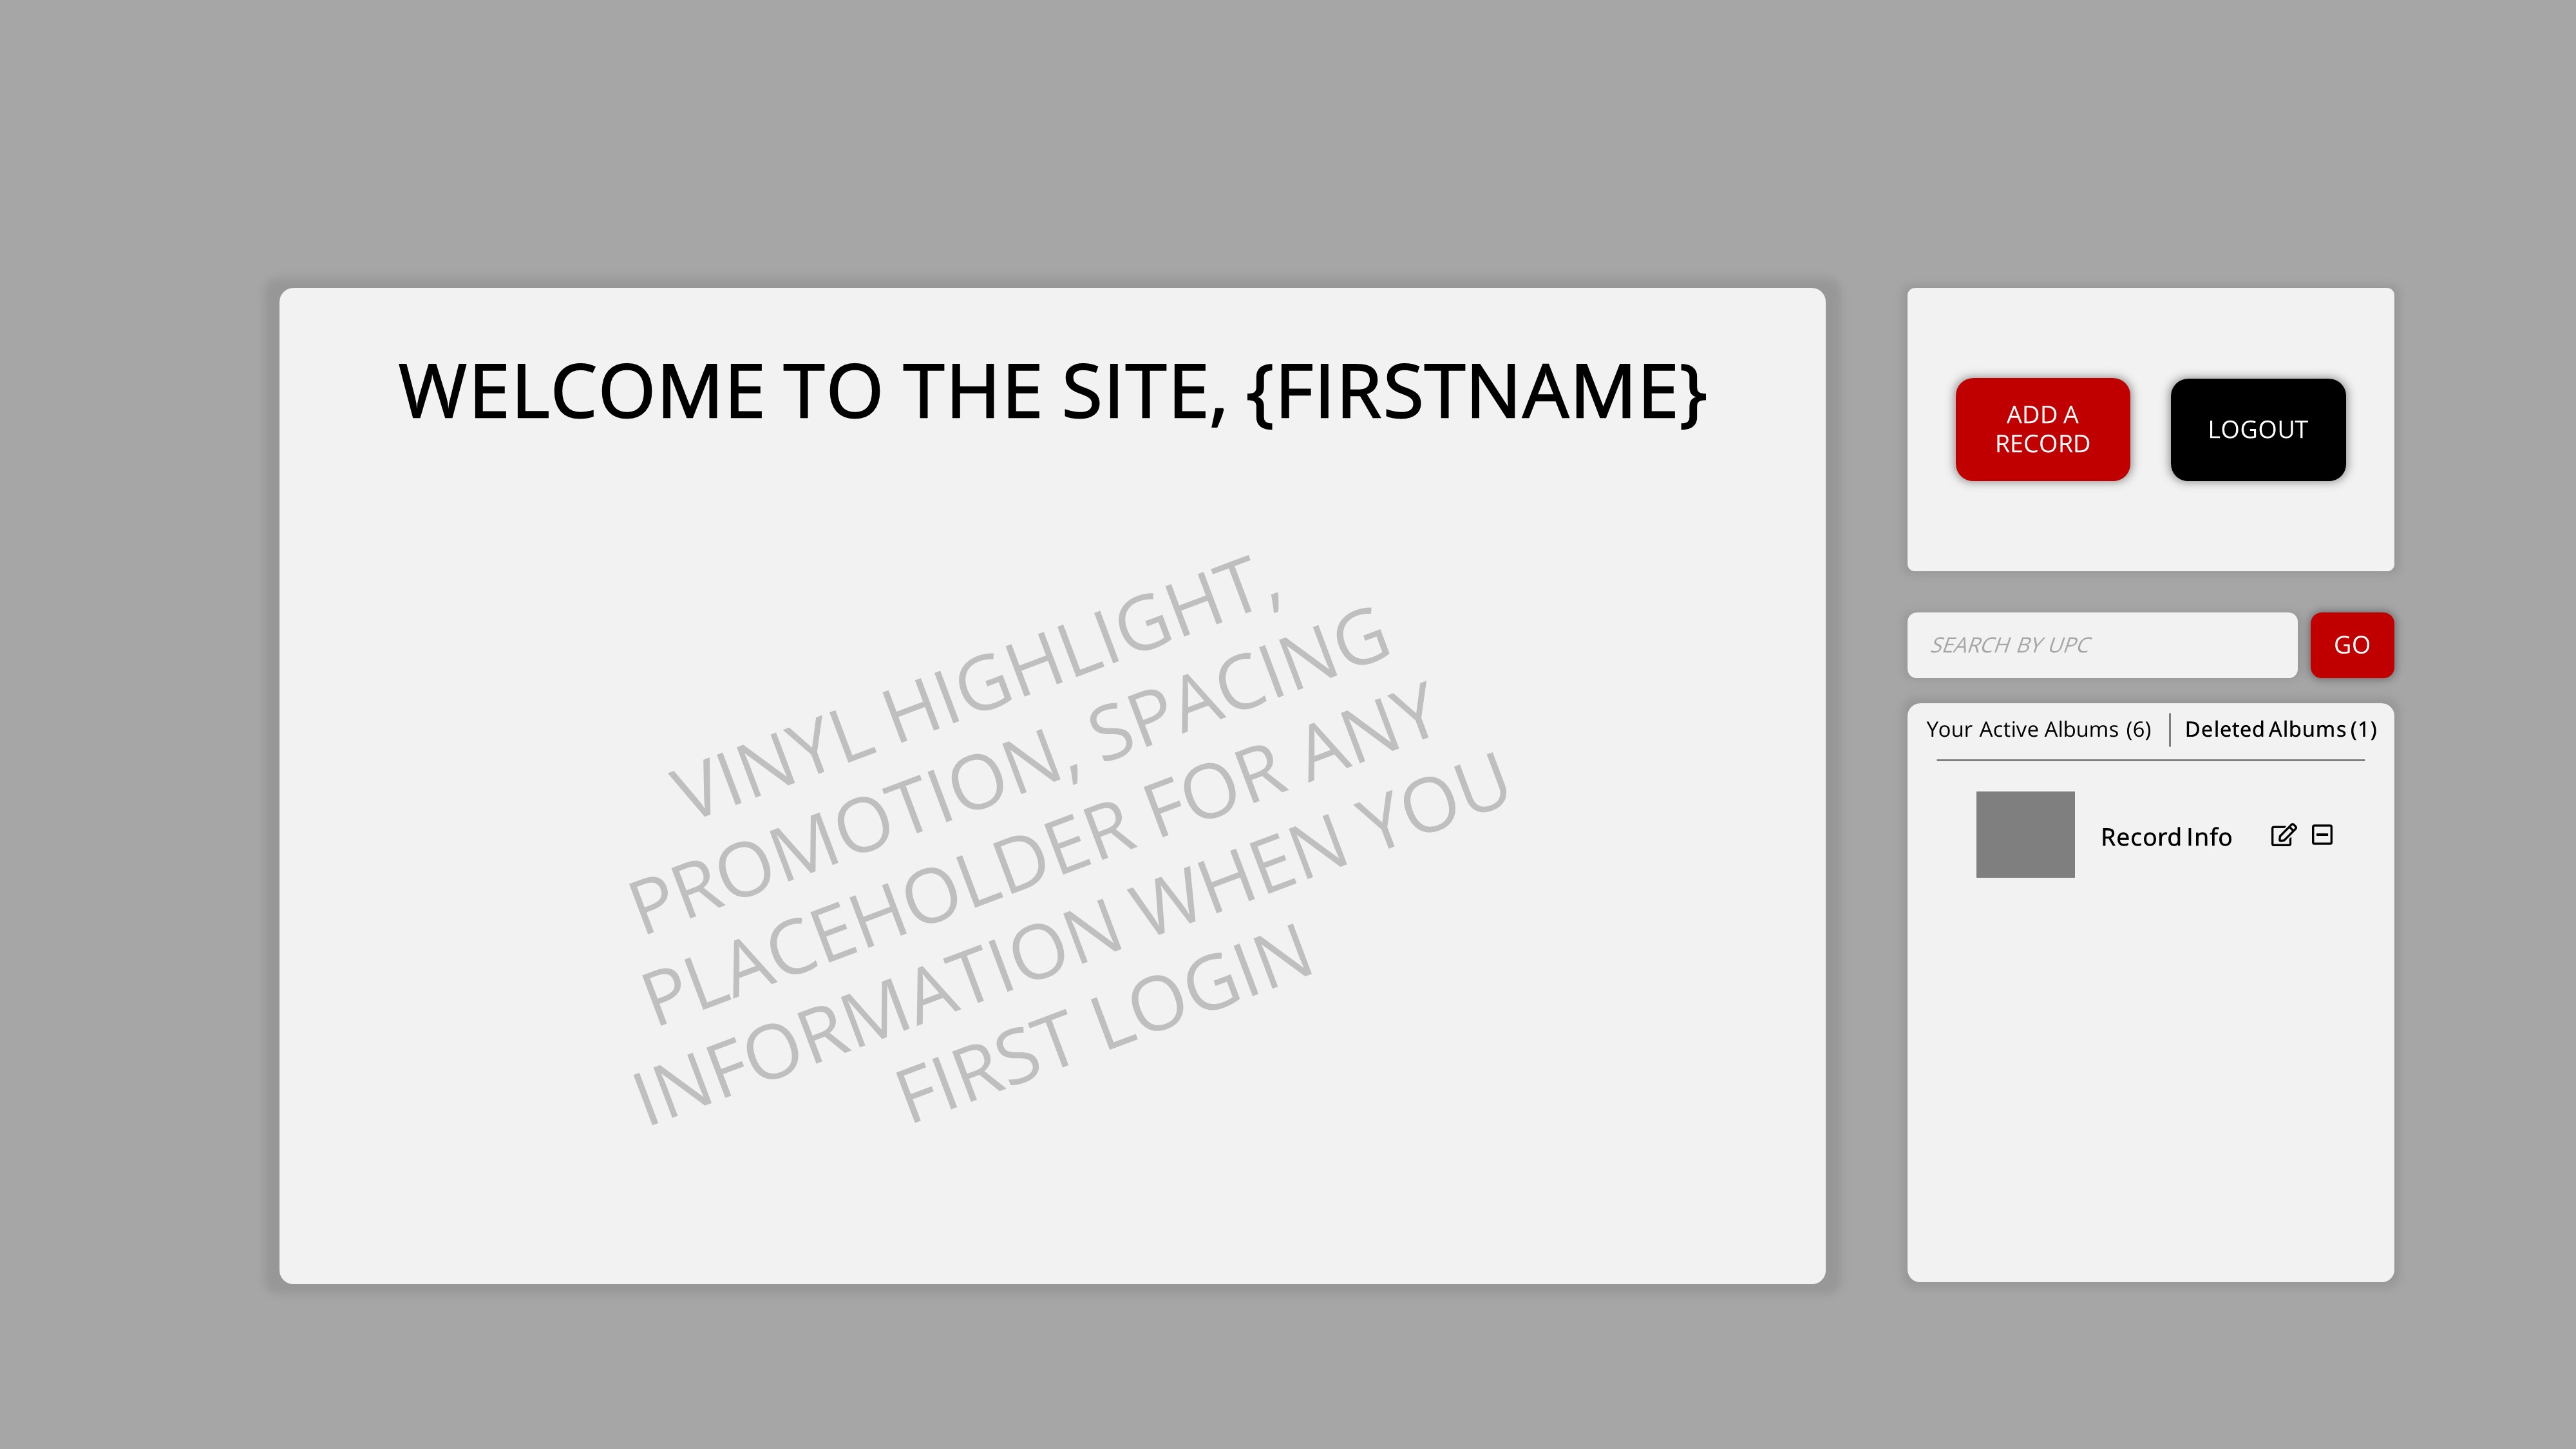 WELCOME TO THE SITE, {FIRSTNAME}
VINYL HIGHLIGHT,
PROMOTION, SPACING
PLACEHOLDER FOR ANY
INFORMATION WHEN YOU
FIRST LOGIN
ADD A
RECORD
LOGOUT
SEARCH BY UPC
GO
Your Active Albums (6)
Deleted Albums (1)
Record Info